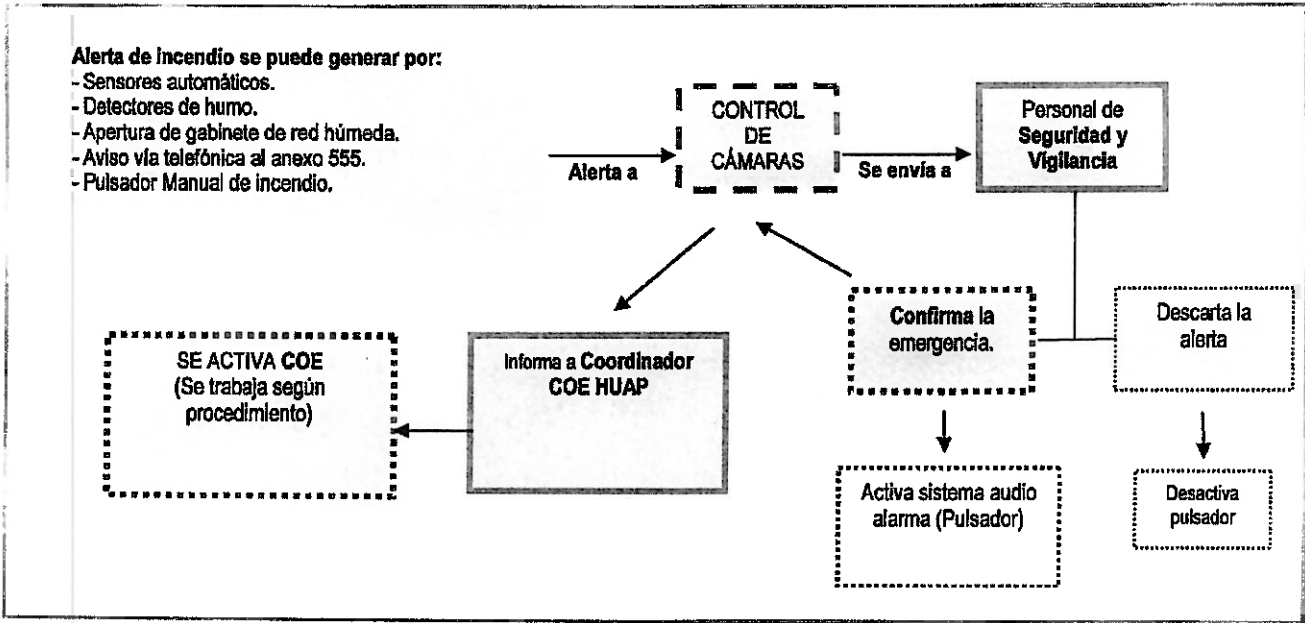 Alerta de incendio se puede generar por:
- Sensores automáticos.
- Detectores de humo.
- Apertura de gabinete de red húmeda.
- Aviso vía telefónica al anexo 555.
- Pulsador Manual de incendio.
Alerta a
CONTROL
DE
CÁMARAS
Se envía a
Personal de
Seguridad y
Vigilancia
Confirma la
emergencia.
Descarta la
alerta
SE ACTIVA COE
(Se trabaja según
procedimiento)
Informa a Coordinador
COE HUAP
Activa sistema audio
alarma (Pulsador)
Desactiva
pulsador